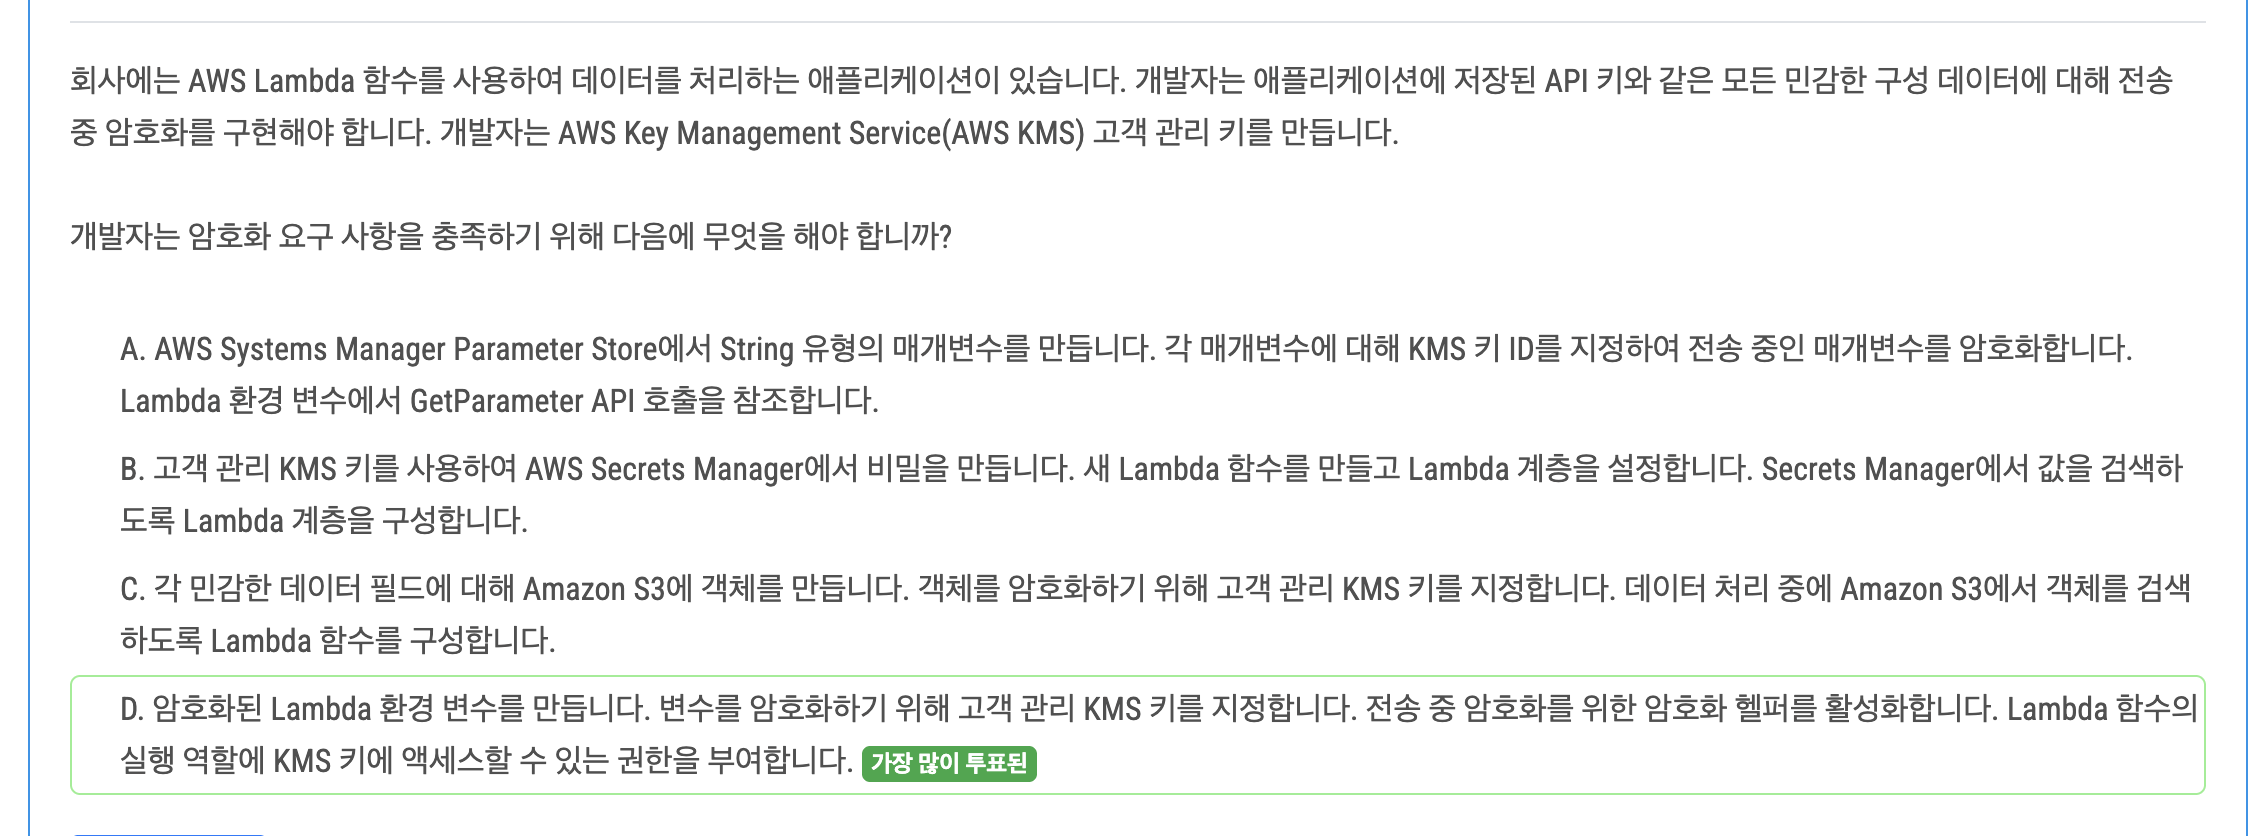 회사에는 AWS Lambda 함수를 사용하여 데이터를 처리하는 애플리케이션이 있습니다. 개발자는 애플리케이션에 저장된 API 키와 같은 모든 민감한 구성 데이터에 대해 전송
중 암호화를 구현해야 합니다. 개발자는 AWS Key Management Service(AWS KMS) 고객 관리 키를 만듭니다.
개발자는 암호화 요구 사항을 충족하기 위해 다음에 무엇을 해야 합니까?
A. AWS Systems Manager Parameter Store에서 String 유형의 매개변수를 만듭니다. 각 매개변수에 대해 KMS 키 ID를 지정하여 전송 중인 매개변수를 암호화합니다.
Lambda 환경 변수에서 GetParameter API 호출을 참조합니다.
B. 고객 관리 KMS 키를 사용하여 AWS Secrets Manager에서 비밀을 만듭니다. 새 Lambda 함수를 만들고 Lambda 계층을 설정합니다. Secrets Manager에서 값을 검색하
도록 Lambda 계층을 구성합니다.
C. 각 민감한 데이터 필드에 대해 Amazon S3에 객체를 만듭니다. 객체를 암호화하기 위해 고객 관리 KMS 키를 지정합니다. 데이터 처리 중에 Amazon S3에서 객체를 검색
하도록 Lambda 함수를 구성합니다.
D. 암호화된 Lambda 환경 변수를 만듭니다. 변수를 암호화하기 위해 고객 관리 KMS 키를 지정합니다. 전송 중 암호화를 위한 암호화 헬퍼를 활성화합니다. Lambda 함수의
실행 역할에 KMS 키에 액세스할 수 있는 권한을 부여합니다. 가장 많이 투표된